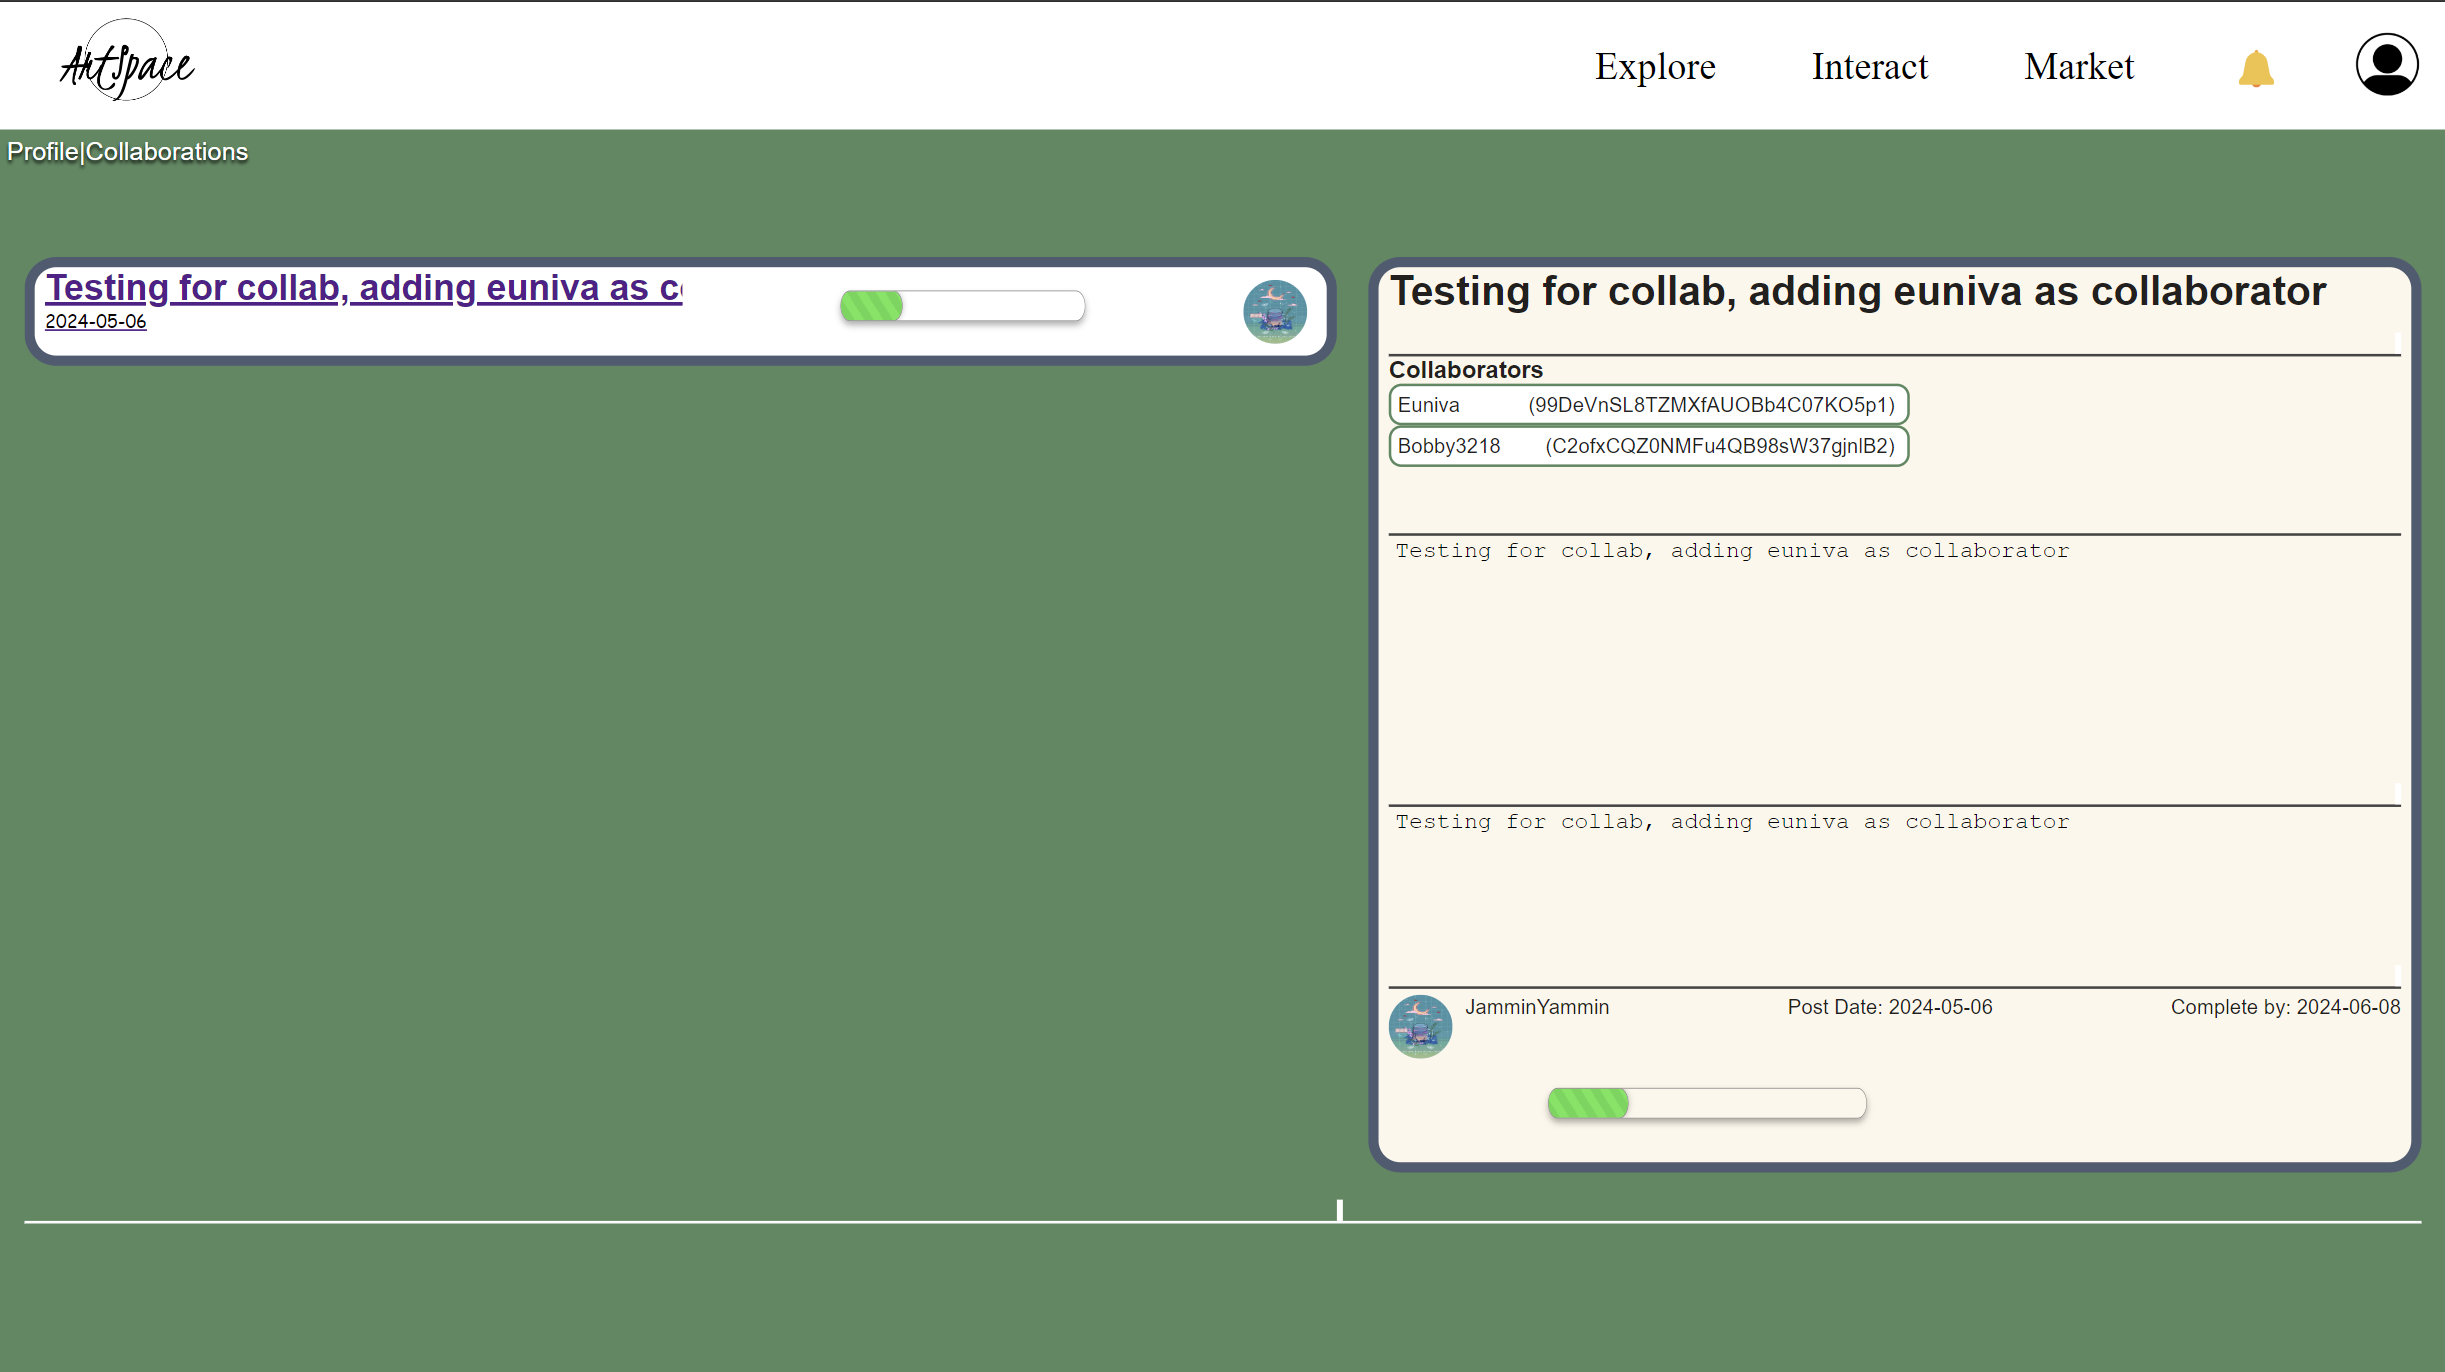 ArtSpace
Explore Interact Market
Profile|Collaborations
Testing for collab, adding euniva as c
2024-05-06
Testing for collab, adding euniva as collaborator
Collaborators
Euniva (99DeVnSL8TZMXfAUOBb4C07KO5p1)
Bobby3218 (C2ofxCQZ0NMFu4QB98sW37gjnlB2)
Testing for collab, adding euniva as collaborator
Testing for collab, adding euniva as collaborator
JamminYammin Post Date: 2024-05-06 Complete by: 2024-06-08